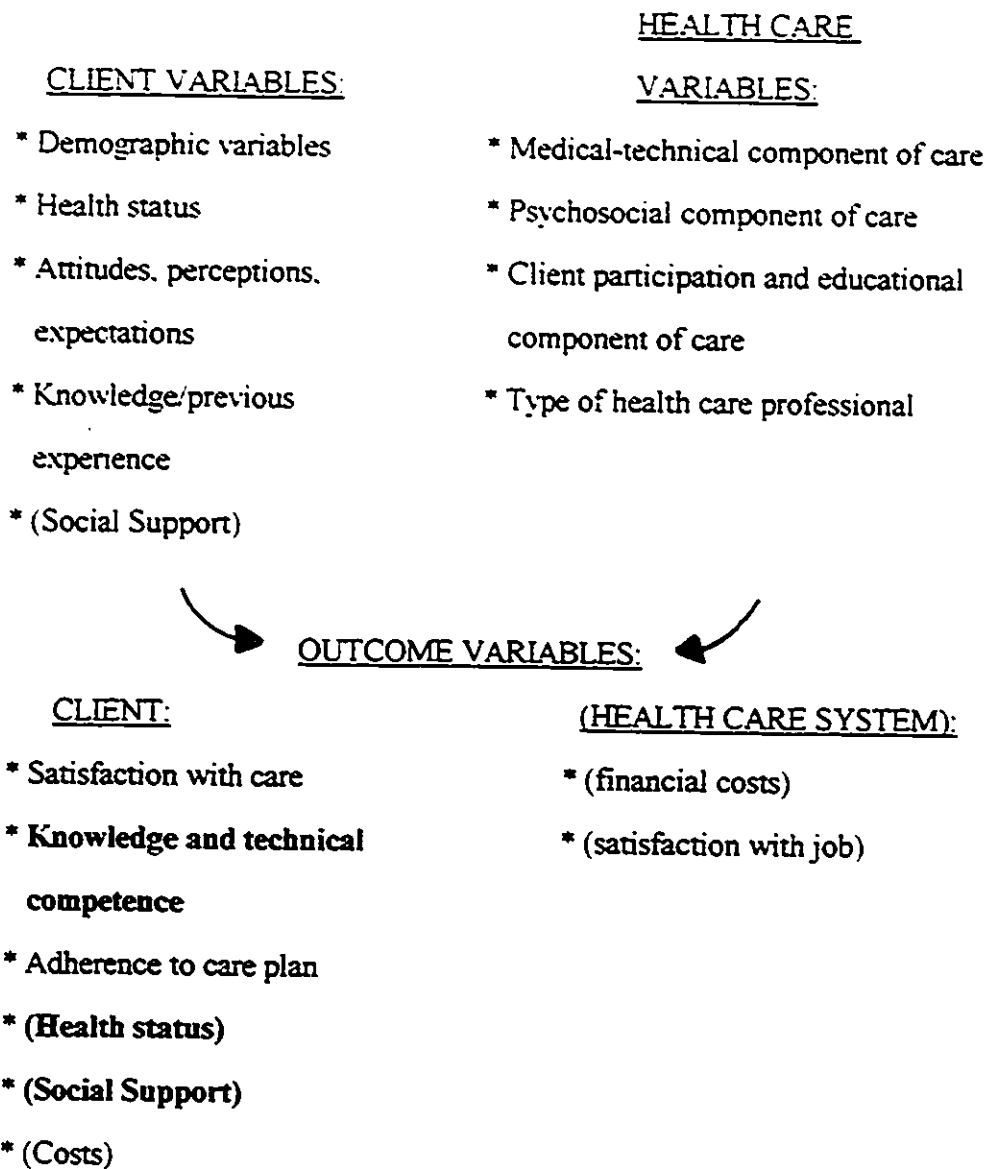 CLIENT VARIABLES:
* Demographic variables
* Health status
* Attitudes, perceptions,
expectations
* Knowledge/previous
experience
* (Social Support)
HEALTH CARE
VARIABLES:
* Medical-technical component of care
* Psychosocial component of care
* Client participation and educational
component of care
* Type of health care professional
OUTCOME VARIABLES:
CLIENT:
* Satisfaction with care
* Knowledge and technical
competence
* Adherence to care plan
* (Health status)
* (Social Support)
* (Costs)
(HEALTH CARE SYSTEM):
* (financial costs)
* (satisfaction with job)